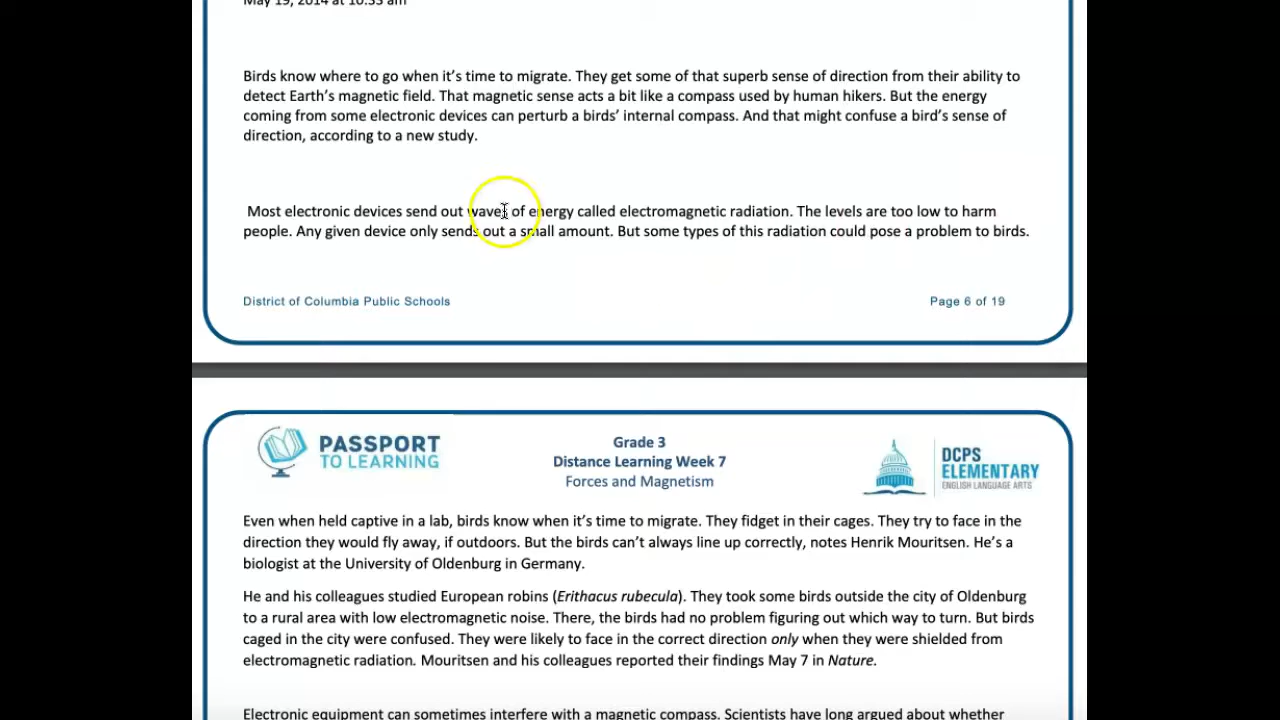 May 19, 2014 at 10:35 am
Birds know where to go when it's time to migrate. They get some of that superb sense of direction from their ability to
detect Earth's magnetic field. That magnetic sense acts a bit like a compass used by human hikers. But the energy
coming from some electronic devices can perturb a birds' internal compass. And that might confuse a bird's sense of
direction, according to a new study.
Most electronic devices send out waves of energy called electromagnetic radiation. The levels are too low to harm
people. Any given device only sends out a small amount. But some types of this radiation could pose a problem to birds.
District of Columbia Public Schools Page 6 of 19
PASSPORT
TO LEARNING
Grade 3
Distance Learning Week 7
Forces and Magnetism
DCPS
ELEMENTARY
ENGLISH LANGUAGE ARTS
Even when held captive in a lab, birds know when it's time to migrate. They fidget in their cages. They try to face in the
direction they would fly away, if outdoors. But the birds can't always line up correctly, notes Henrik Mouritsen. He's a
biologist at the University of Oldenburg in Germany.
He and his colleagues studied European robins (Erithacus rubecula). They took some birds outside the city of Oldenburg
to a rural area with low electromagnetic noise. There, the birds had no problem figuring out which way to turn. But birds
caged in the city were confused. They were likely to face in the correct direction only when they were shielded from
electromagnetic radiation. Mouritsen and his colleagues reported their findings May 7 in Nature.
Electronic equipment can sometimes interfere with a magnetic compass. Scientists have long argued about whether